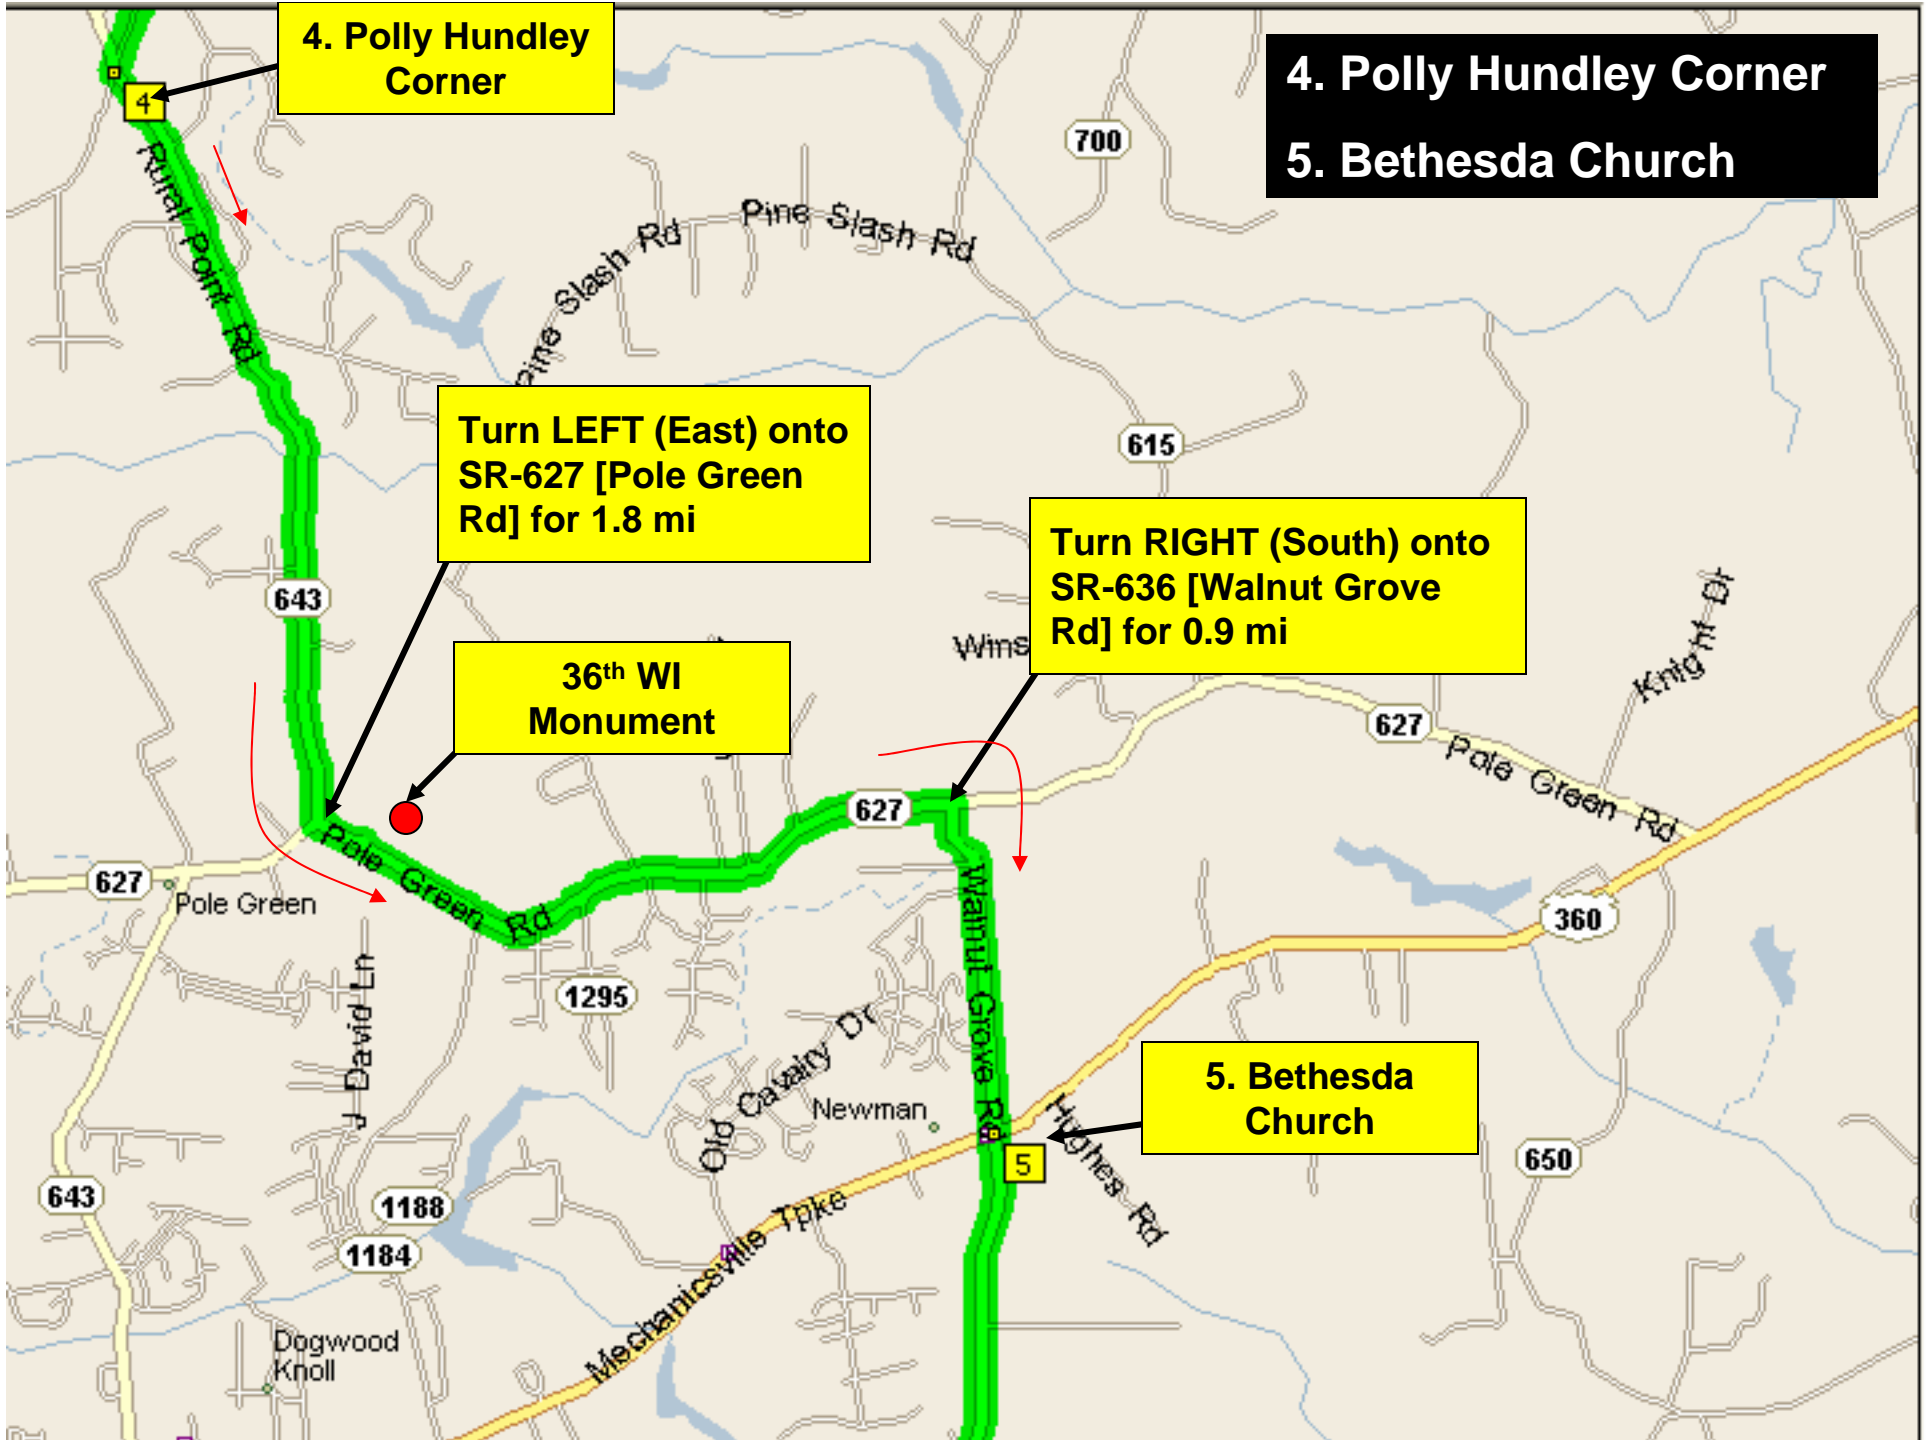 4. Polly Hundley
Corner
4. Polly Hundley Corner
5. Bethesda Church
4
700
Rural Point Rd
Pine Slash Rd
Pine Slash Rd
Turn LEFT (East) onto
SR-627 [Pole Green
Rd] for 1.8 mi
615
Turn RIGHT (South) onto
SR-636 [Walnut Grove
Rd] for 0.9 mi
643
36th WI
Monument
Wins
Knight Dr
627
Pole Green Rd
627
Pole Green Rd
627
Pole Green
Walnut Grove Rd
360
J David Ln
1295
Old Cavalry Dr
Newman
5. Bethesda
Church
5
Hughes Rd
650
643
1188
1184
Mechanicsville Tpke
Dogwood
Knoll